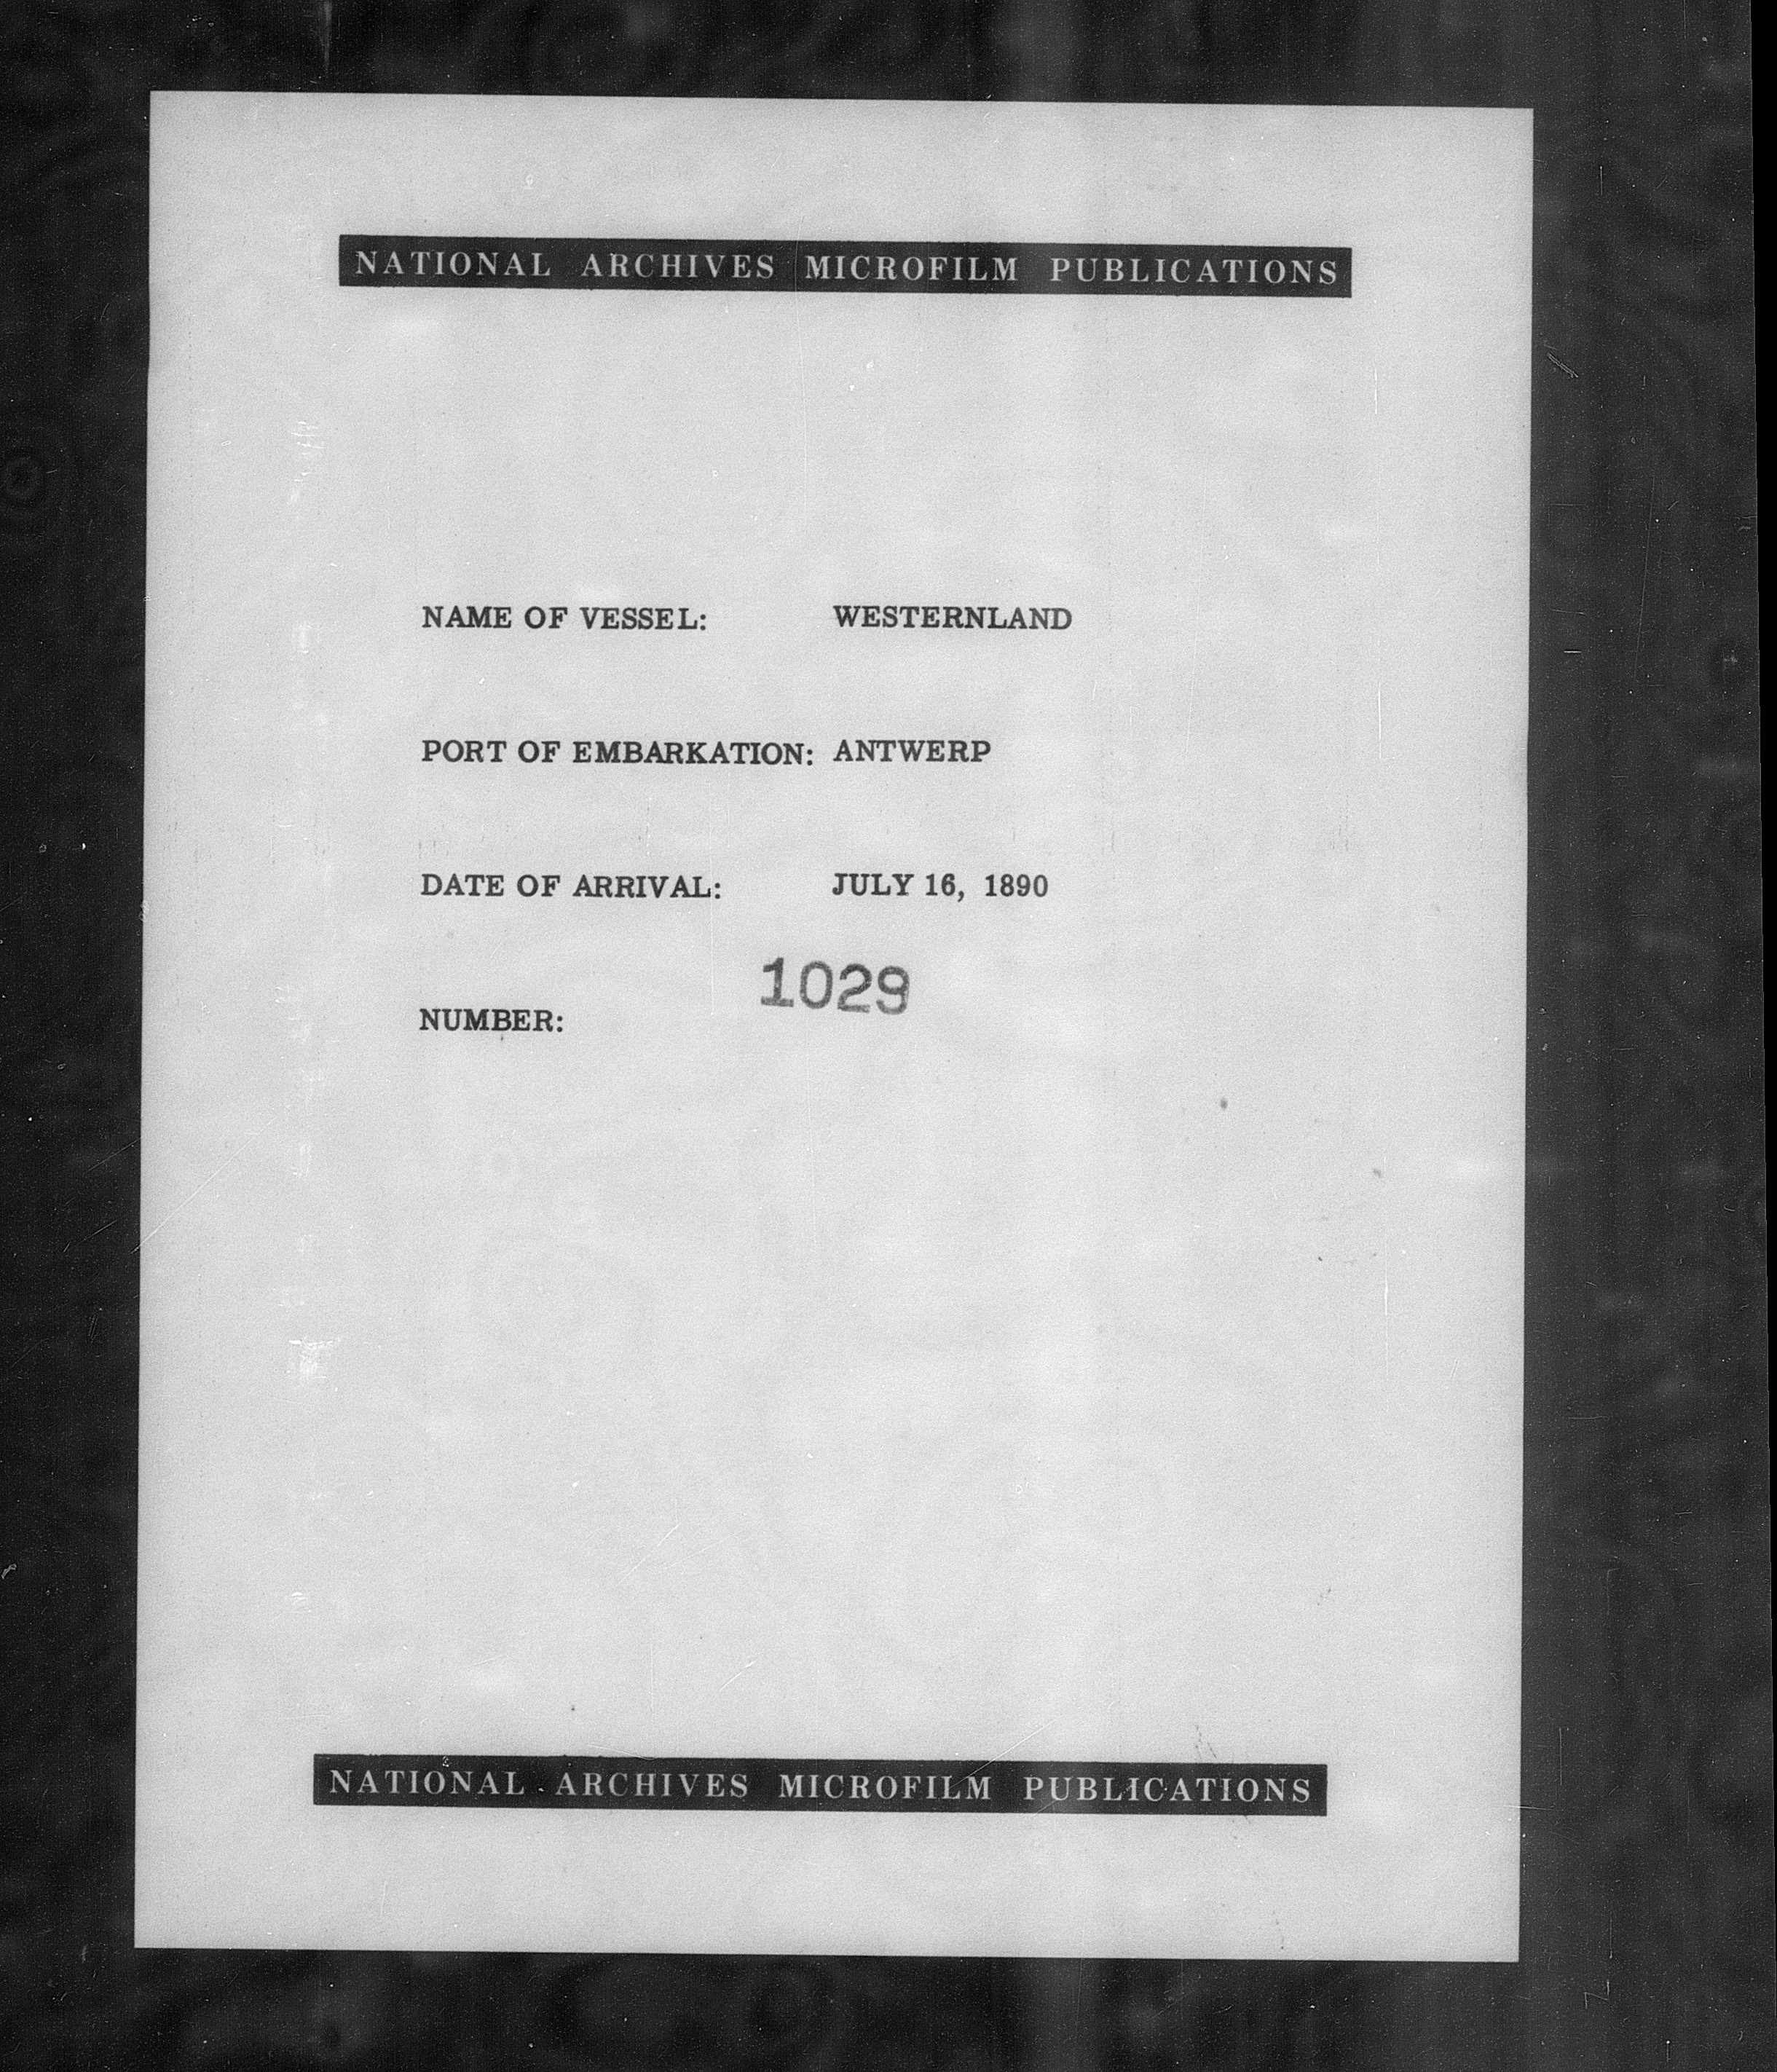 NATIONAL ARCHIVES MICROFILM PUBLICATIONS
NAME OF VESSEL: WESTERNLAND
PORT OF EMBARKATION: ANTWERP
DATE OF ARRIVAL: JULY 16, 1890
NUMBER: 1029
NATIONAL ARCHIVES MICROFILM PUBLICATIONS